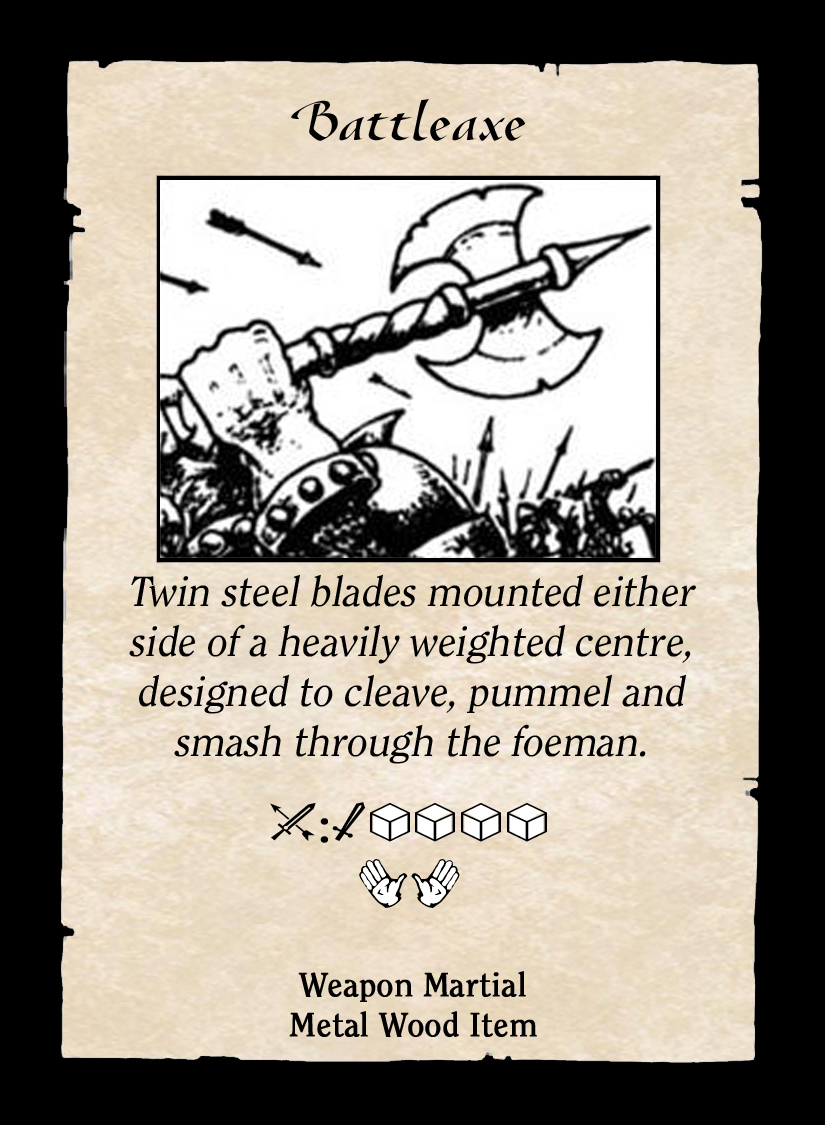 Battleaxe
Twin steel blades mounted either
side of a heavily weighted centre,
designed to cleave, pummel and
smash through the foeman.
:
Weapon Martial
Metal Wood Item